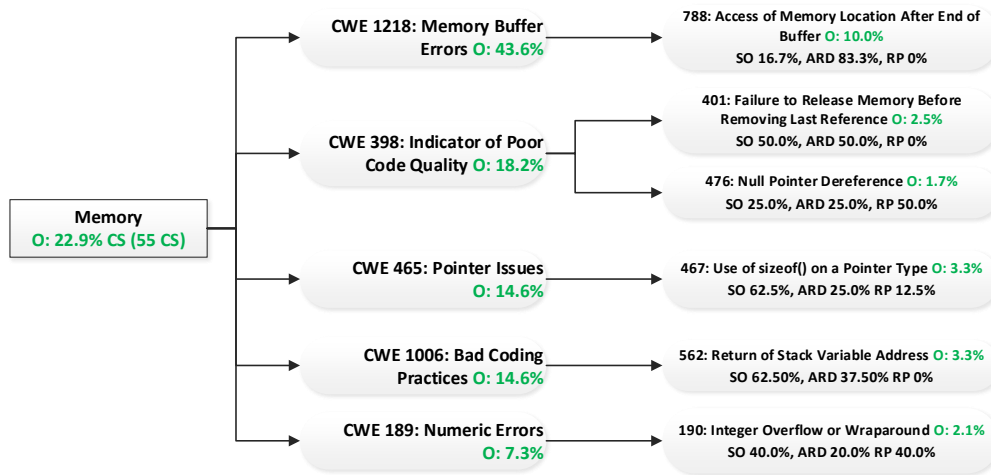 Memory
O: 22.9% CS (55 CS)
CWE 1218: Memory Buffer
Errors O: 43.6%
788: Access of Memory Location After End of
Buffer O: 10.0%
SO 16.7%, ARD 83.3%, RP 0%
CWE 398: Indicator of Poor
Code Quality O: 18.2%
401: Failure to Release Memory Before
Removing Last Reference O: 2.5%
SO 50.0%, ARD 50.0%, RP 0%
476: Null Pointer Dereference O: 1.7%
SO 25.0%, ARD 25.0%, RP 50.0%
CWE 465: Pointer Issues
O: 14.6%
467: Use of sizeof() on a Pointer Type O: 3.3%
SO 62.5%, ARD 25.0% RP 12.5%
CWE 1006: Bad Coding
Practices O: 14.6%
562: Return of Stack Variable Address O: 3.3%
SO 62.50%, ARD 37.50% RP 0%
CWE 189: Numeric Errors
O: 7.3%
190: Integer Overflow or Wraparound O: 2.1%
SO 40.0%, ARD 20.0% RP 40.0%